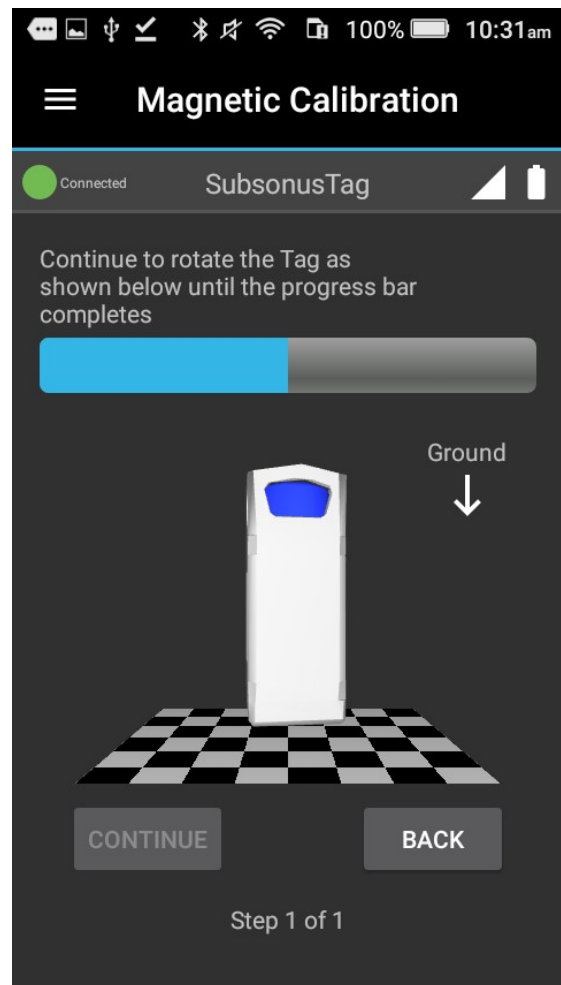 100% 10:31am
Magnetic Calibration
Connected SubsonusTag
Continue to rotate the Tag as
shown below until the progress bar
completes
Ground
CONTINUE BACK
Step 1 of 1